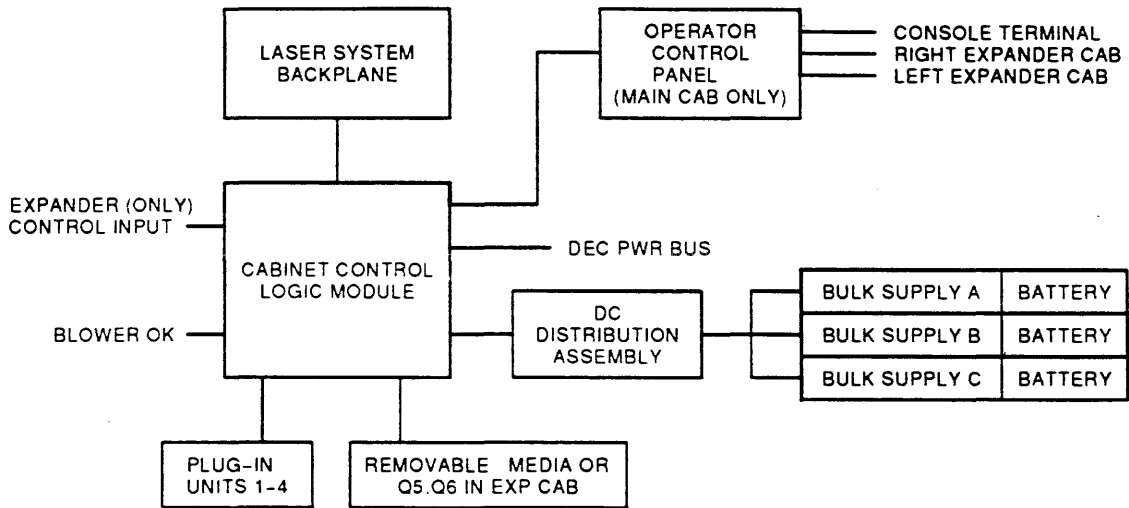 LASER SYSTEM
BACKPLANE
OPERATOR
CONTROL
PANEL
(MAIN CAB ONLY)
CONSOLE TERMINAL
RIGHT EXPANDER CAB
LEFT EXPANDER CAB
EXPANDER (ONLY)
CONTROL INPUT
CABINET CONTROL
LOGIC MODULE
DEC PWR BUS
BLOWER OK
DC
DISTRIBUTION
ASSEMBLY
BULK SUPPLY A BATTERY
BULK SUPPLY B BATTERY
BULK SUPPLY C BATTERY
PLUG-IN
UNITS 1-4
REMOVABLE MEDIA OR
Q5.Q6 IN EXP CAB